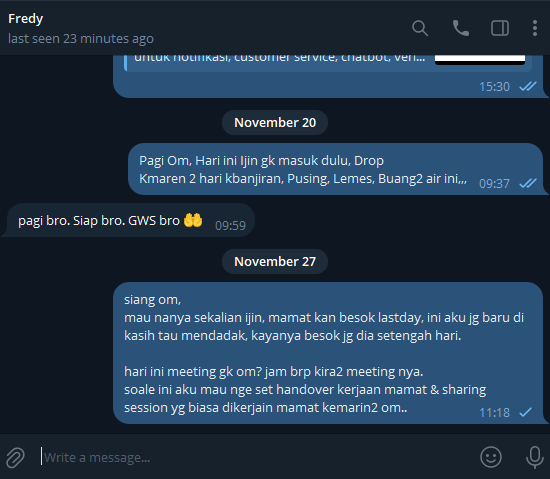 Fredy
last seen 23 minutes ago
untuk notifikasi, customer service, chatbot, veri...
15:30
November 20
Pagi Om, Hari ini Ijin gk masuk dulu, Drop
Kmaren 2 hari kbanjiran, Pusing, Lemes, Buang2 air ini,,,
09:37
pagi bro. Siap bro. GWS bro 🤲
09:59
November 27
siang om,
mau nanya sekalian ijin, mamat kan besok lastday, ini aku jg baru di
kasih tau mendadak, kayanya besok jg dia setengah hari.
hari ini meeting gk om? jam brp kira2 meeting nya.
soale ini aku mau nge set handover kerjaan mamat & sharing
session yg biasa dikerjain mamat kemarin2 om..
11:18
Write a message...